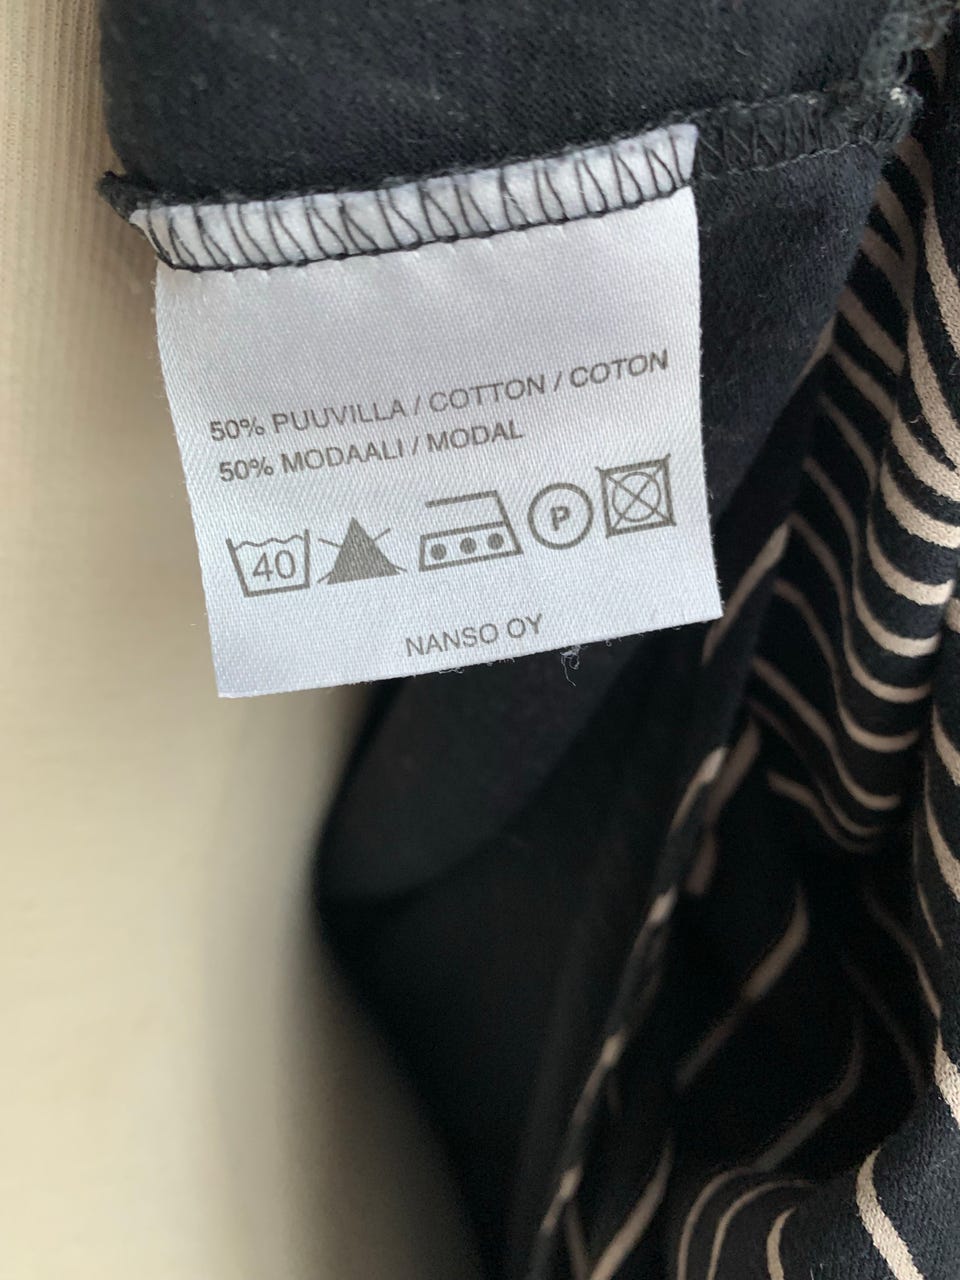 50% PUUVILLA / COTTON / COTON
50% MODAALI / MODAL
40 P
NANSO OY